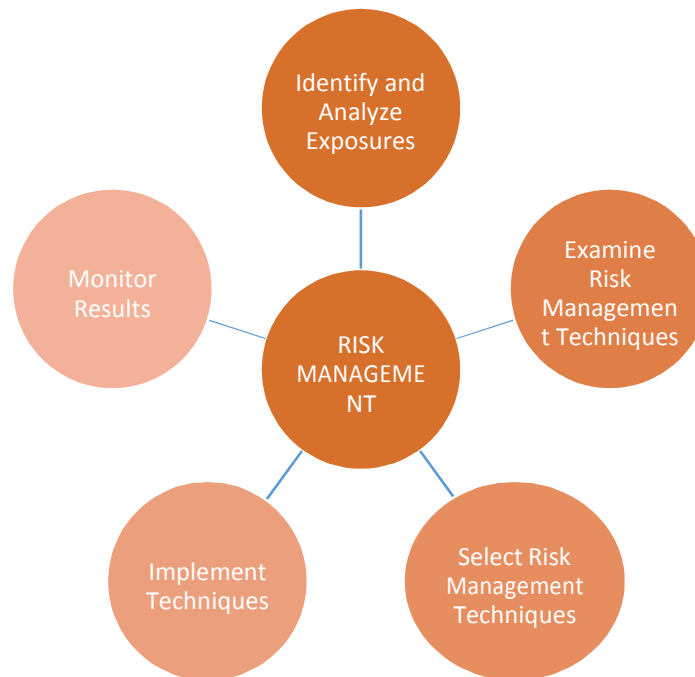 Identify and
Analyze
Exposures
Examine
Risk
Managemen
t Techniques
Select Risk
Management
Techniques
Implement
Techniques
Monitor
Results
RISK
MANAGEME
NT